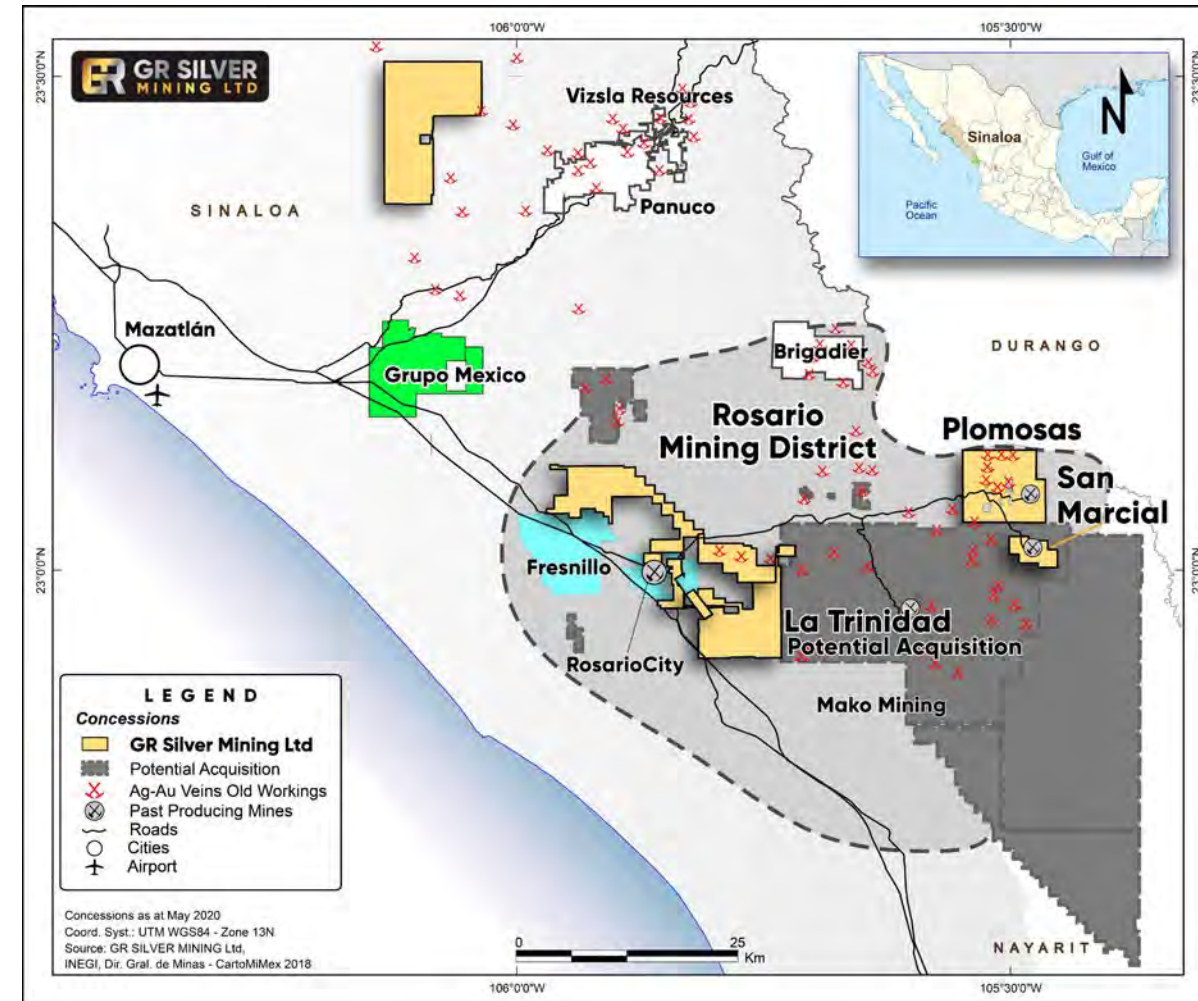 106°0'0"W
105°30'0"W
23°30'0"N
23°30'0"N
GR SILVER
MINING LTD
Vizsla Resources
Panuco
SINALOA
Sinaloa
N
Gulf of
Mexico
Pacific
Ocean
Mazatlán
Grupo Mexico
Brigadier
DURANGO
Rosario
Mining District
Plomosas
San
Marcial
23°0'0"N
23°0'0"N
Fresnillo
La Trinidad
Potential Acquisition
RosarioCity
Mako Mining
LEGEND
Concessions
GR Silver Mining Ltd
Potential Acquisition
Ag-Au Veins Old Workings
Past Producing Mines
Roads
Cities
Airport
Concessions as at May 2020
Coord. Syst.: UTM WGS84 - Zone 13N
Source: GR SILVER MINING Ltd,
INEGI, Dir. Gral. de Minas - CartoMiMex 2018
0 25
Km
NAYARIT
106°0'0"W
105°30'0"W